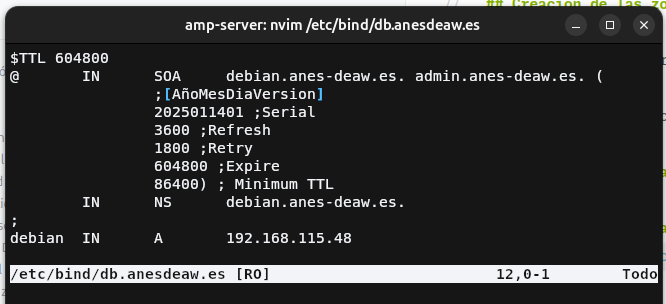 ## Creación de las zo
amp-server: nvim /etc/bind/db.anesdeaw.es
$TTL 604800
@ IN SOA debian.anes-deaw.es. admin.anes-deaw.es. (
;[AñoMesDiaVersion]
2025011401 ;Serial
3600 ;Refresh
1800 ;Retry
604800 ;Expire
86400) ; Minimum TTL
IN NS debian.anes-deaw.es.
;
debian IN A 192.168.115.48
/etc/bind/db.anesdeaw.es [RO] 12,0-1 Todo